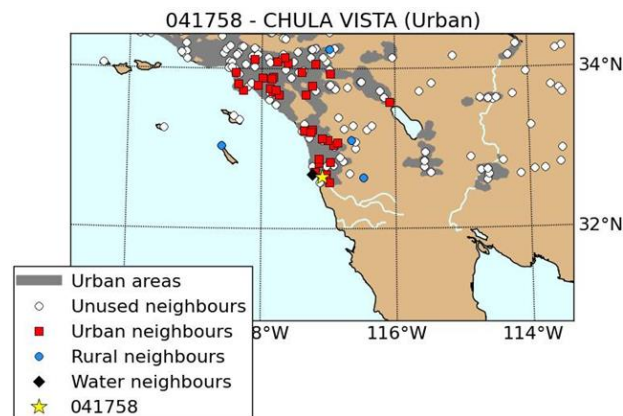 041758 - CHULA VISTA (Urban)
34°N
32°N
8°W
116°W
114°W
Urban areas
Unused neighbours
Urban neighbours
Rural neighbours
Water neighbours
041758